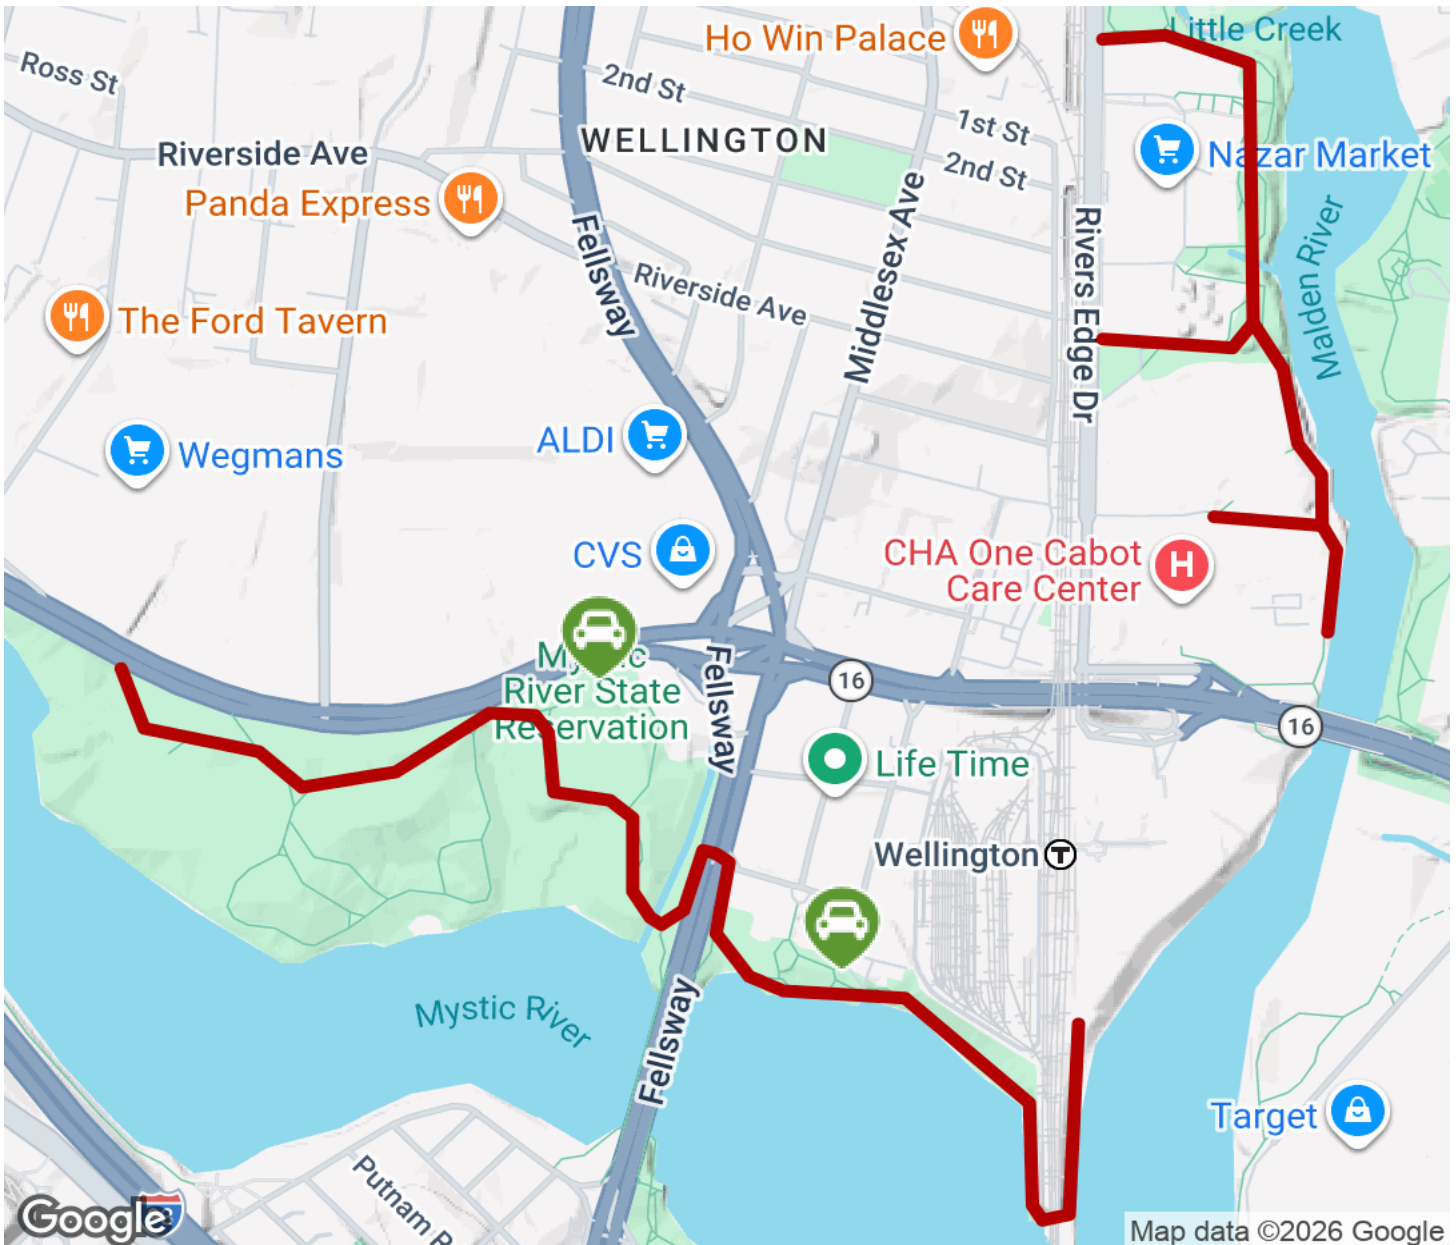 Little Creek
Ho Win Palace
Ross St
2nd St
1st St
WELLINGTON
Riverside Ave
Nazar Market
2nd St
Panda Express
Middlesex Ave
Rivers Edge Dr
Malden River
Fellsway
Riverside Ave
The Ford Tavern
ALDI
Wegmans
CVS
CHA One Cabot
Care Center
H
Mystic
River State
Reservation
Fellsway
16
16
Life Time
Wellington
T
Mystic River
Fellsway
Target
Putnam R
Google
Map data ©2026 Google